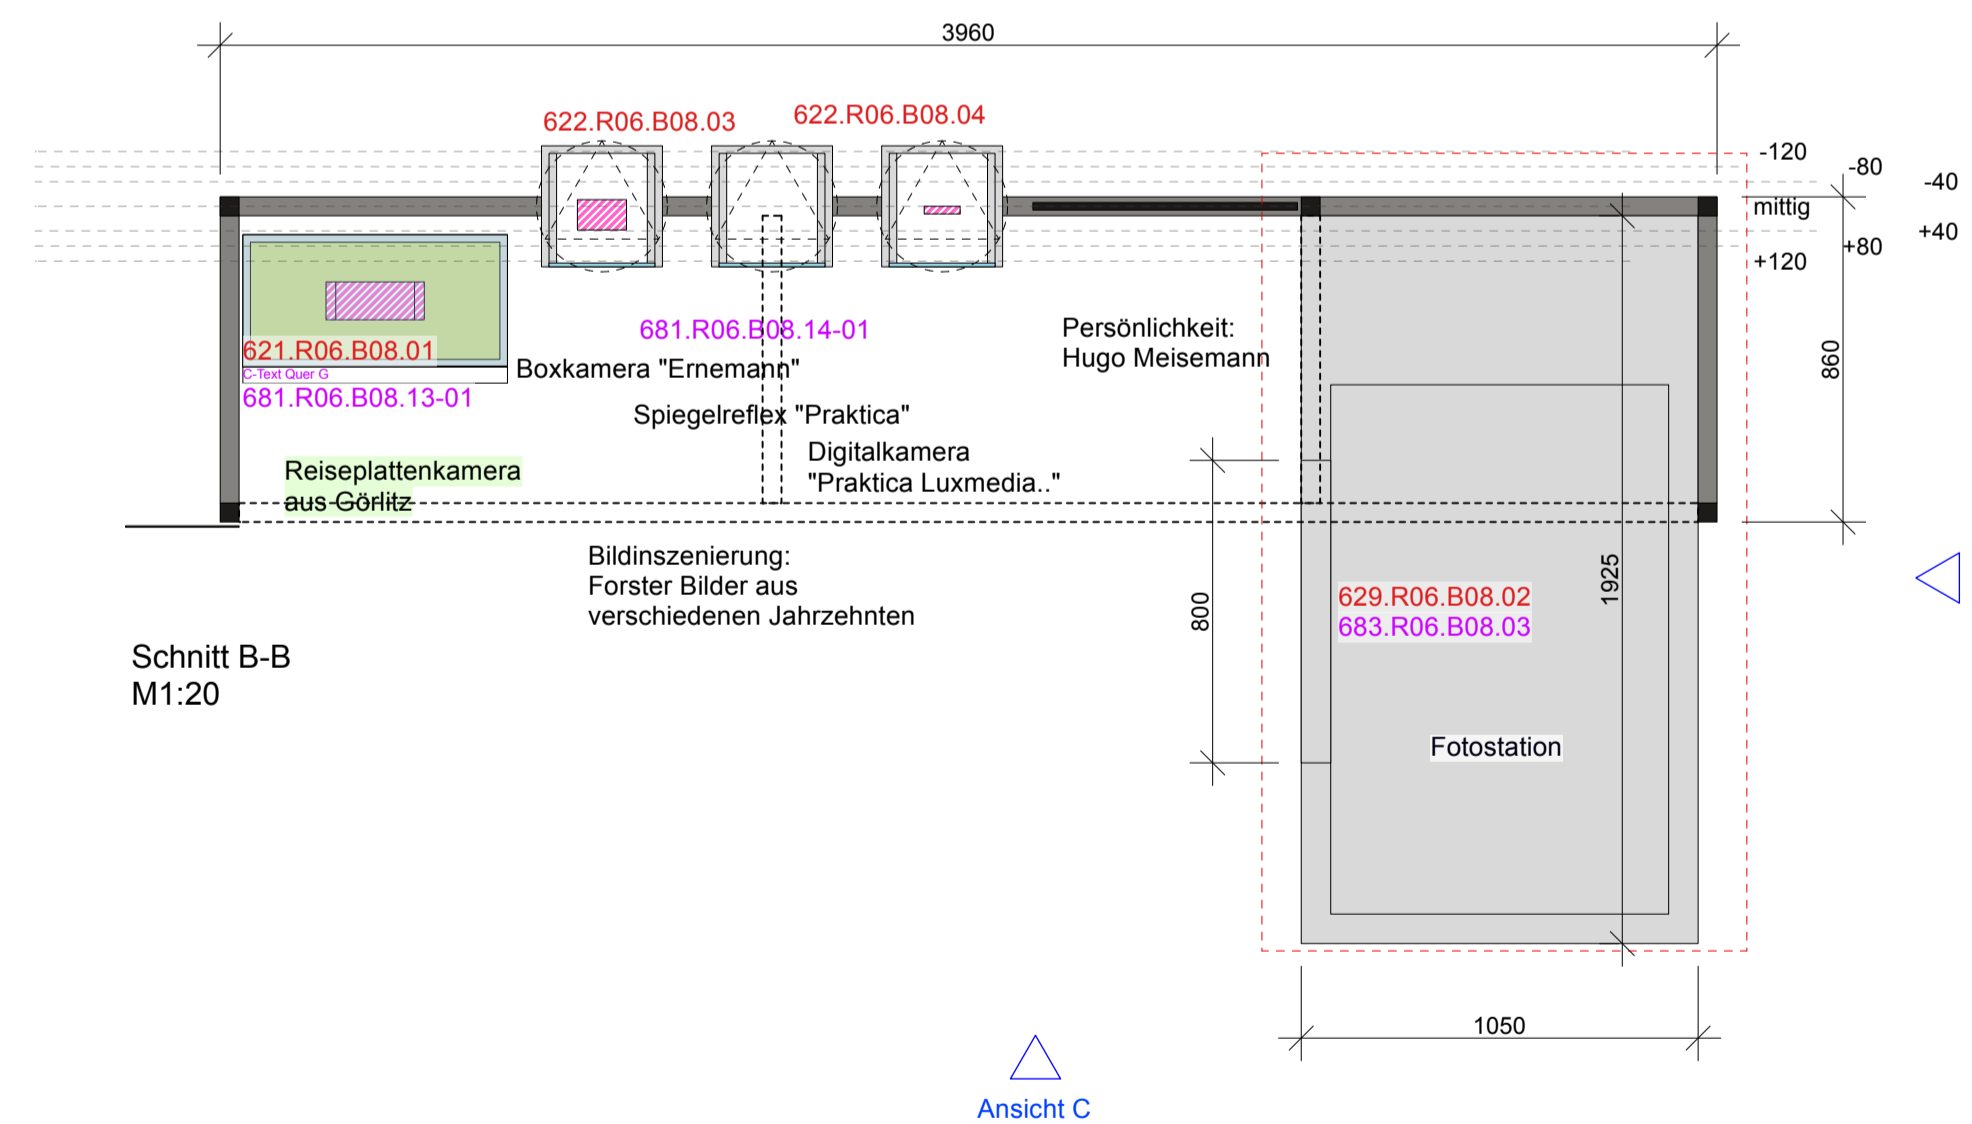 3960
622.R06.B08.03
622.R06.B08.04
-120
-80
-40
mittig
+40
+80
+120
681.R06.B08.14-01
Persönlichkeit:
Hugo Meisemann
621.R06.B08.01
C-Text Quer G
681.R06.B08.13-01
Boxkamera "Ernemann"
860
Spiegelreflex "Praktica"
Digitalkamera
"Praktica Luxmedia.."
Reiseplattenkamera
aus Görlitz
Bildinszenierung:
Forster Bilder aus
verschiedenen Jahrzehnten
800
1925
629.R06.B08.02
683.R06.B08.03
Schnitt B-B
M1:20
Fotostation
1050
Ansicht C